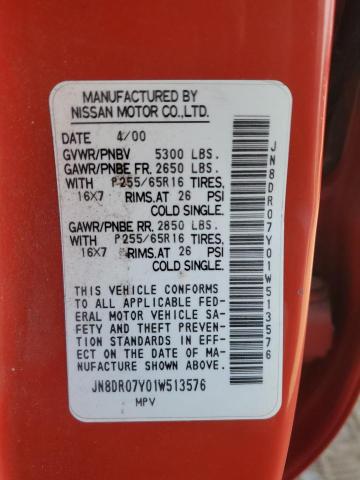 MANUFACTURED BY
NISSAN MOTOR CO.,LTD.
DATE 4/00
GVWR/PNBV 5300 LBS.
GAWR/PNBE FR. 2650 LBS.
WITH P255/65R16 TIRES,
16X7 RIMS,AT 26 PSI
COLD SINGLE.
GAWR/PNBE RR. 2850 LBS.
WITH P255/65R16 TIRES,
16X7 RIMS,AT 26 PSI
COLD SINGLE.
THIS VEHICLE CONFORMS
TO ALL APPLICABLE FED-
ERAL MOTOR VEHICLE SA-
FETY AND THEFT PREVEN-
TION STANDARDS IN EFF-
ECT ON THE DATE OF MA-
NUFACTURE SHOWN ABOVE.
JN8DR07Y01W513576
MPV
JN8DR07Y01W513576